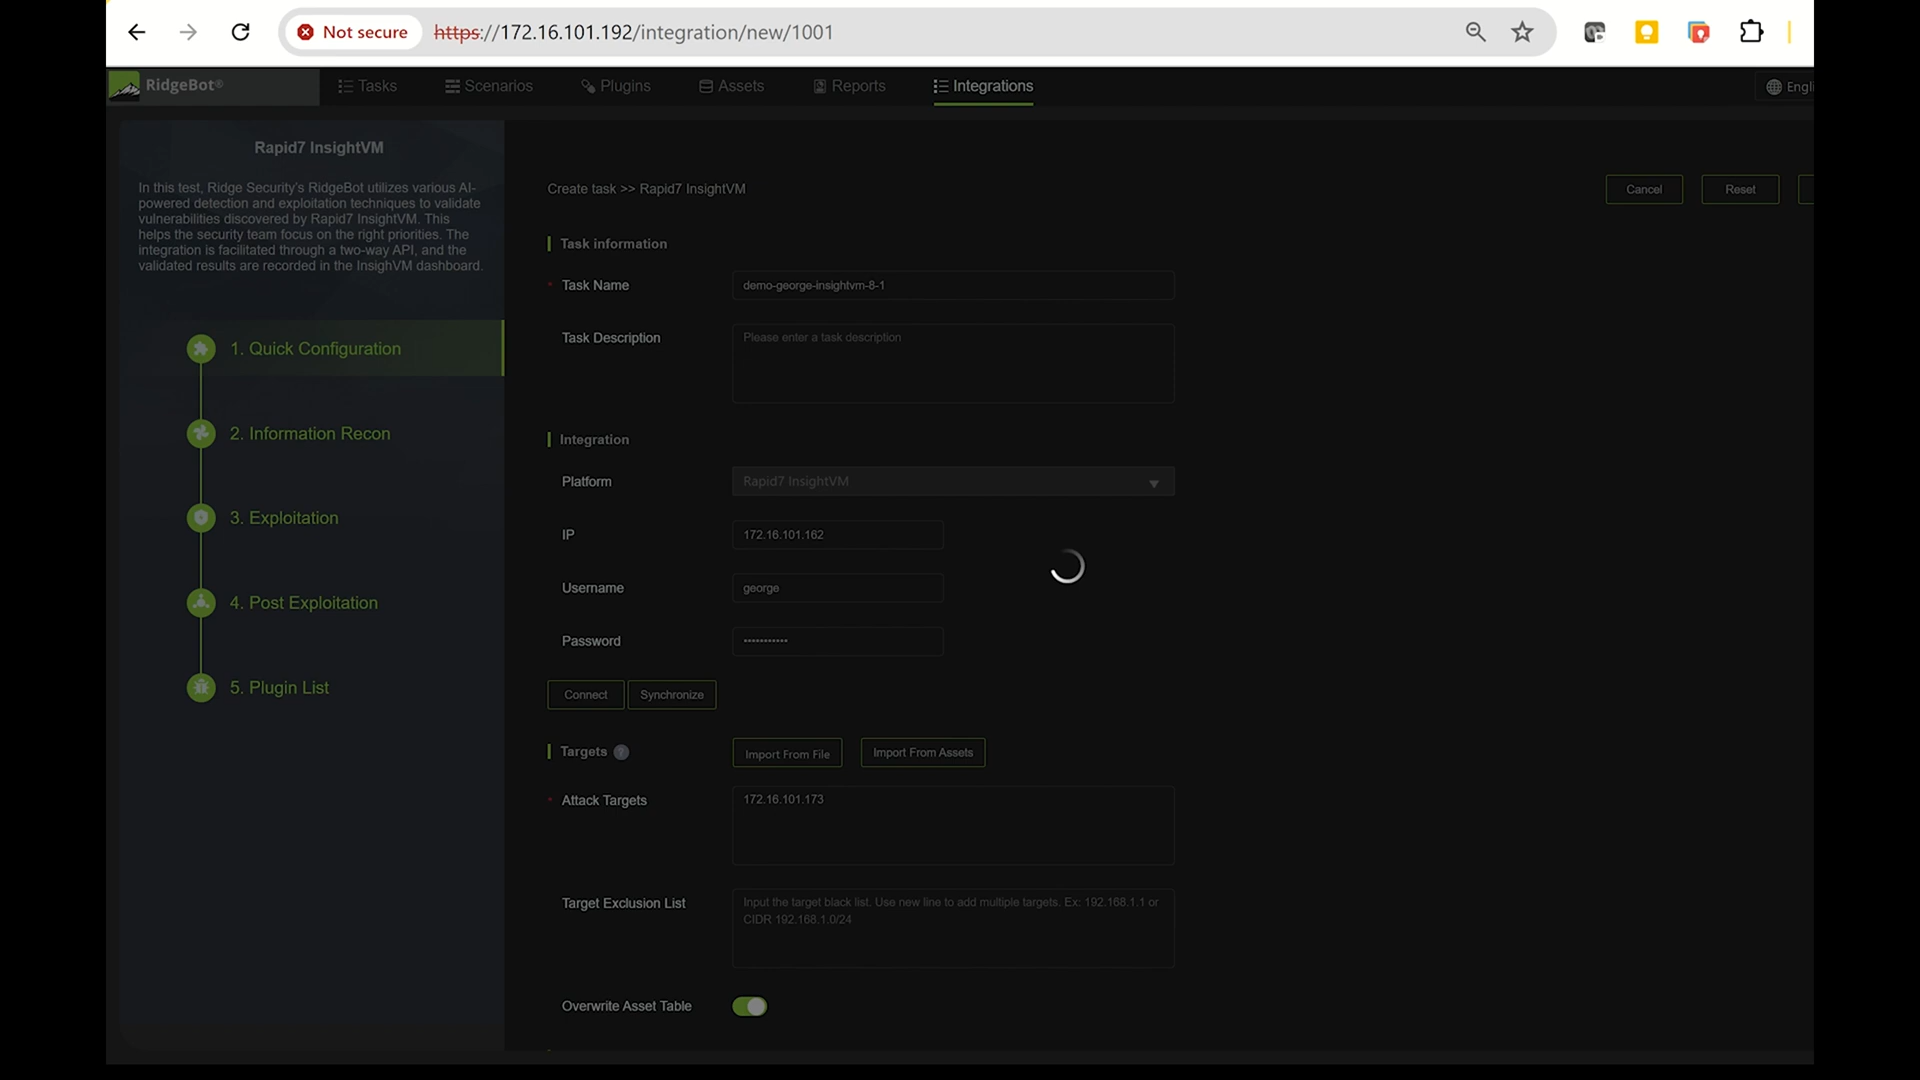 Not secure
https://172.16.101.192/integration/new/1001
RidgeBot®
Tasks
Scenarios
Plugins
Assets
Reports
Integrations
Engli
Rapid7 InsightVM
In this test, Ridge Security's RidgeBot utilizes various AI-
powered detection and exploitation techniques to validate
vulnerabilities discovered by Rapid7 InsightVM. This
helps the security team focus on the right priorities. The
integration is facilitated through a two-way API, and the
validated results are recorded in the InsighVM dashboard.
1. Quick Configuration
2. Information Recon
3. Exploitation
4. Post Exploitation
5. Plugin List
Create task >> Rapid7 InsightVM
Cancel
Reset
Task information
* Task Name
demo-george-insightvm-8-1
Task Description
Please enter a task description
Integration
Platform
Rapid7 InsightVM
IP
172.16.101.162
Username
george
Password
•••••••••••
Connect
Synchronize
Targets ?
Import From File
Import From Assets
* Attack Targets
172.16.101.173
Target Exclusion List
Input the target black list. Use new line to add multiple targets. Ex: 192.168.1.1 or
CIDR 192.168.1.0/24
Overwrite Asset Table